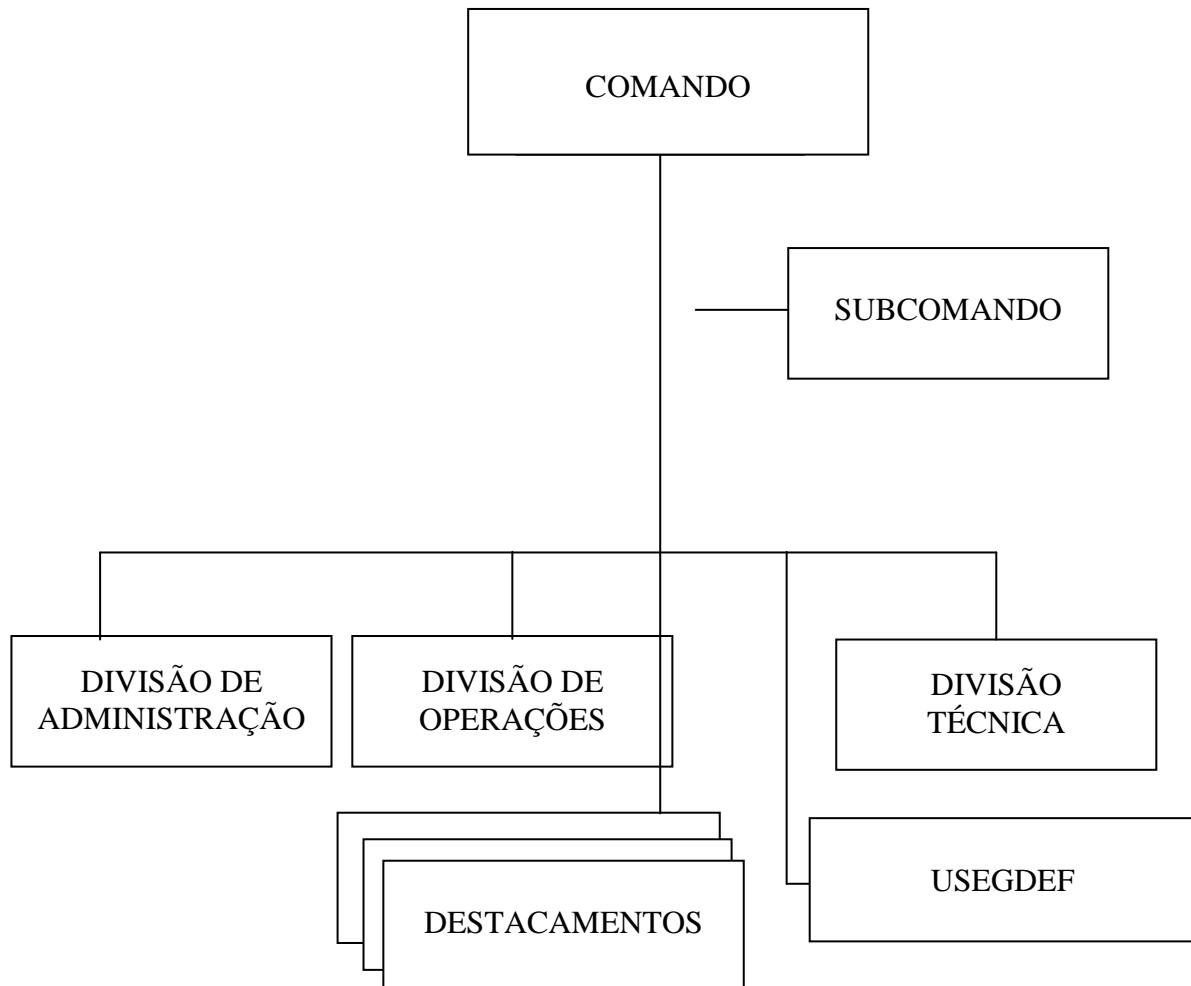 COMANDO
SUBCOMANDO
DIVISÃO DE
ADMINISTRAÇÃO
DIVISÃO DE
OPERAÇÕES
DIVISÃO
TÉCNICA
USEGDEF
DESTACAMENTOS